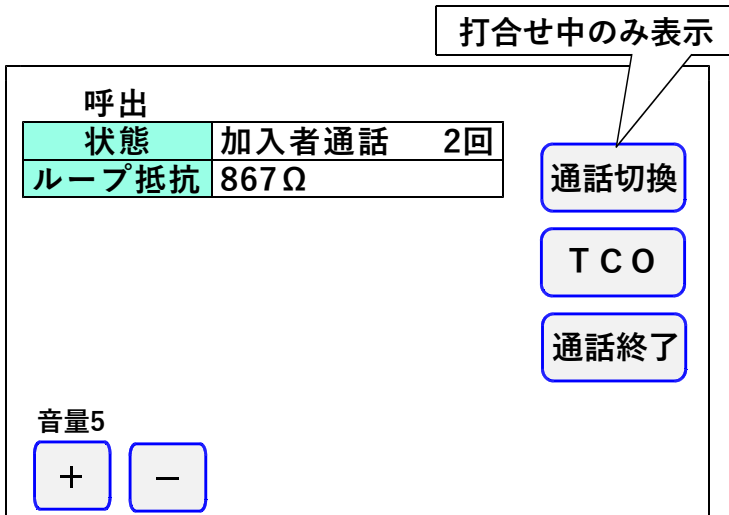 打合せ中のみ表示
呼出
状態 加入者通話 2回
ループ抵抗 867Ω
通話切換
ＴＣＯ
通話終了
音量5
＋ －